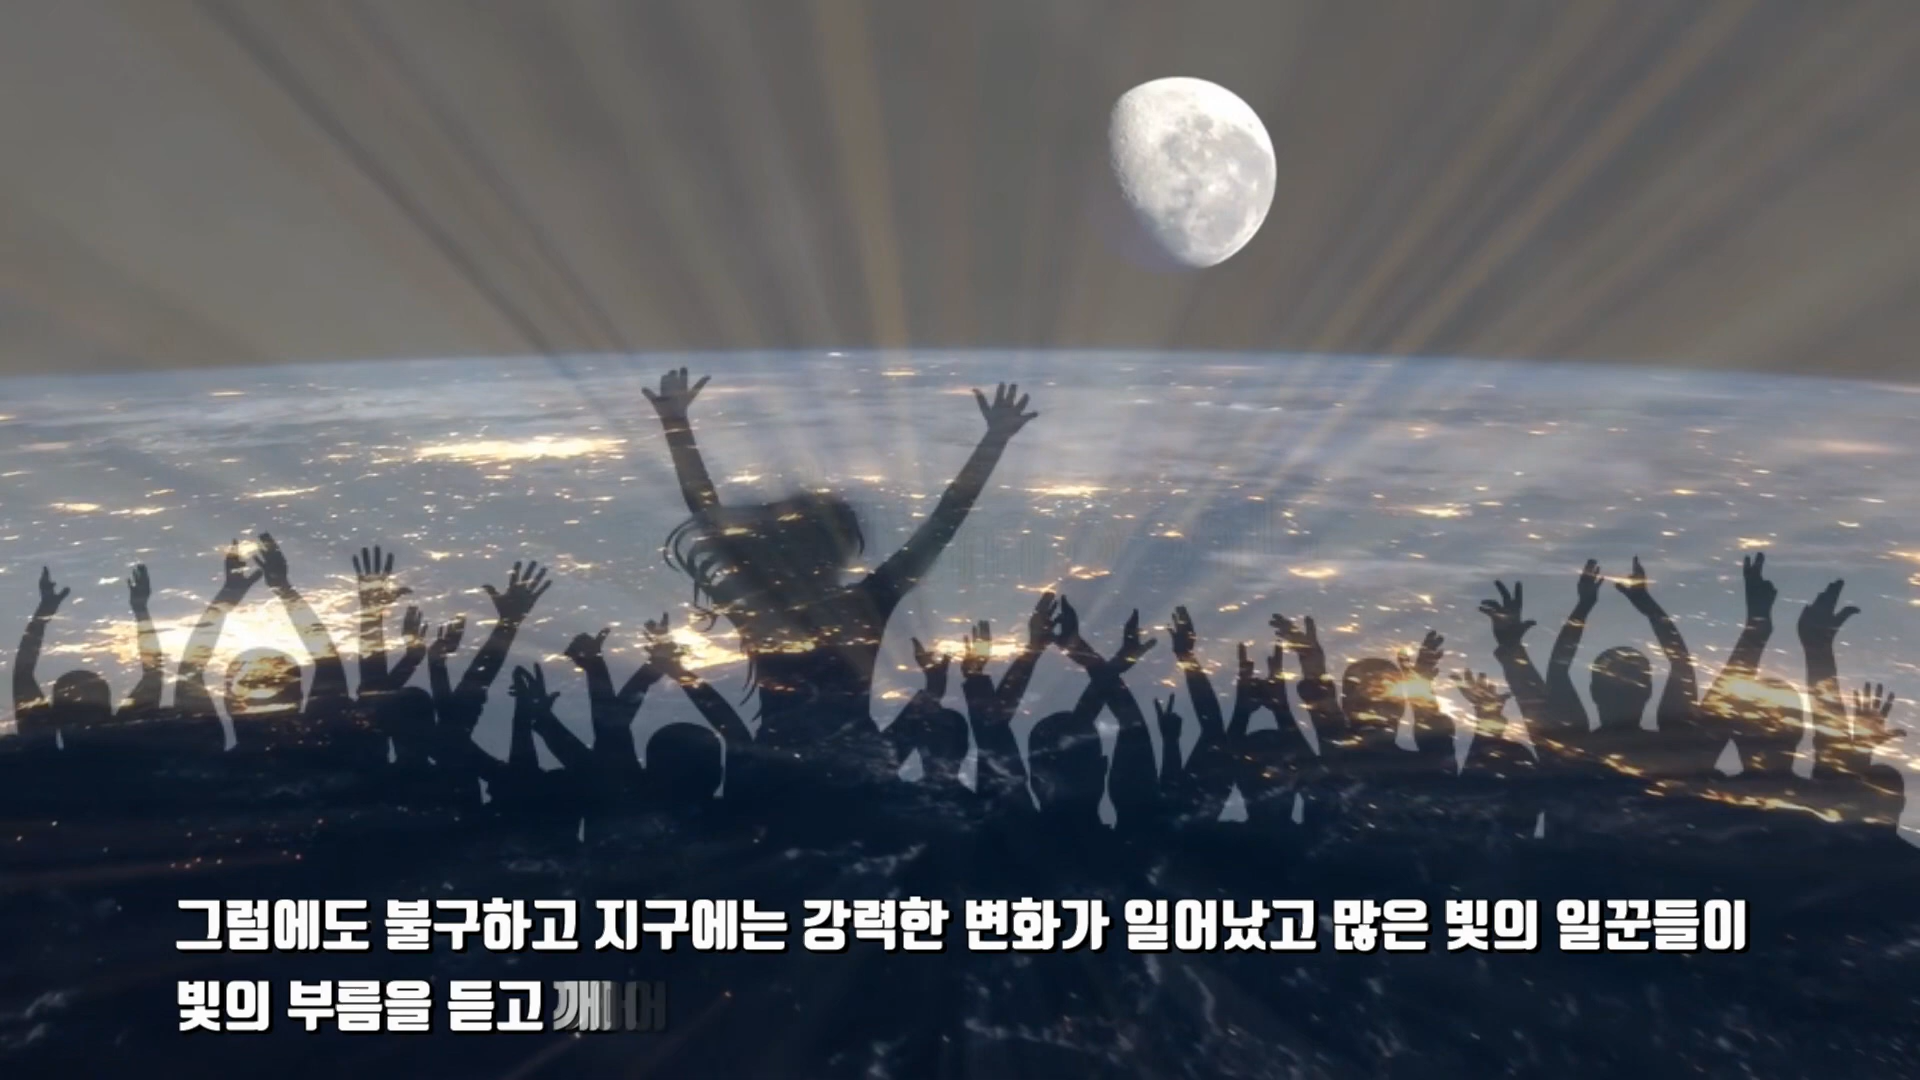 그럼에도 불구하고 지구에는 강력한 변화가 일어났고 많은 빛의 일꾼들이
빛의 부름을 듣고